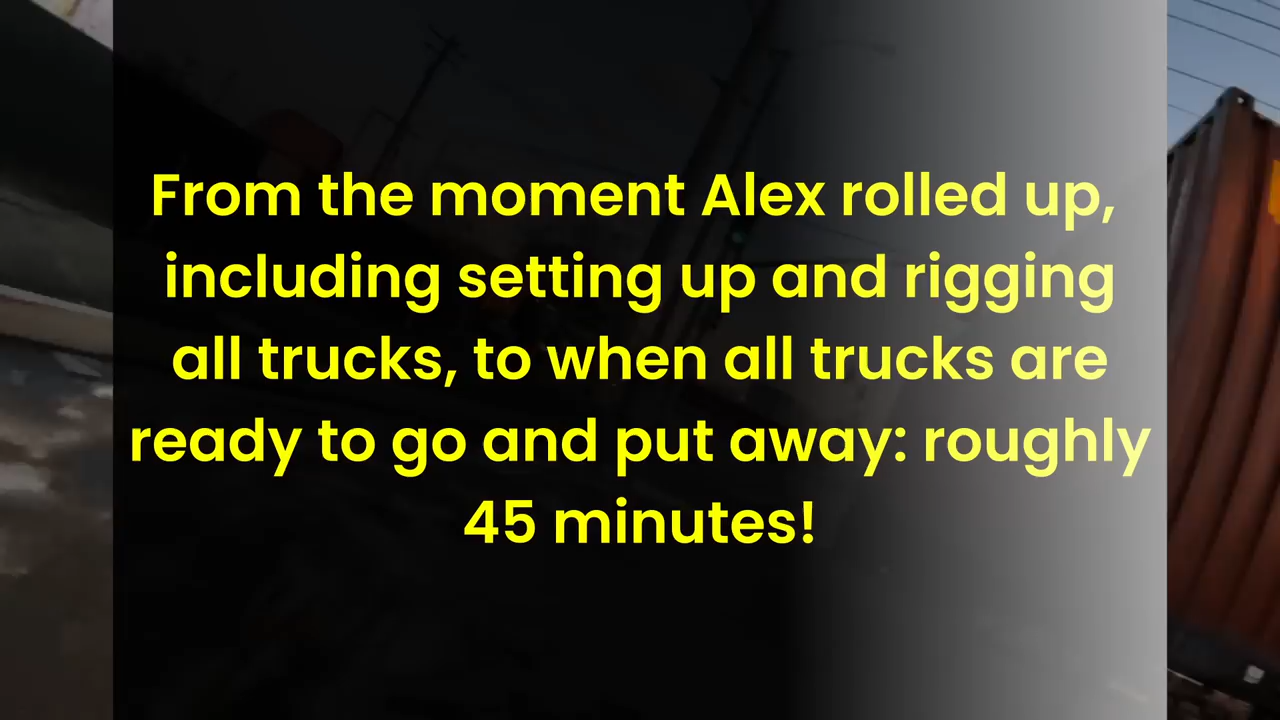 From the moment Alex rolled up,
including setting up and rigging
all trucks, to when all trucks are
ready to go and put away: roughly
45 minutes!